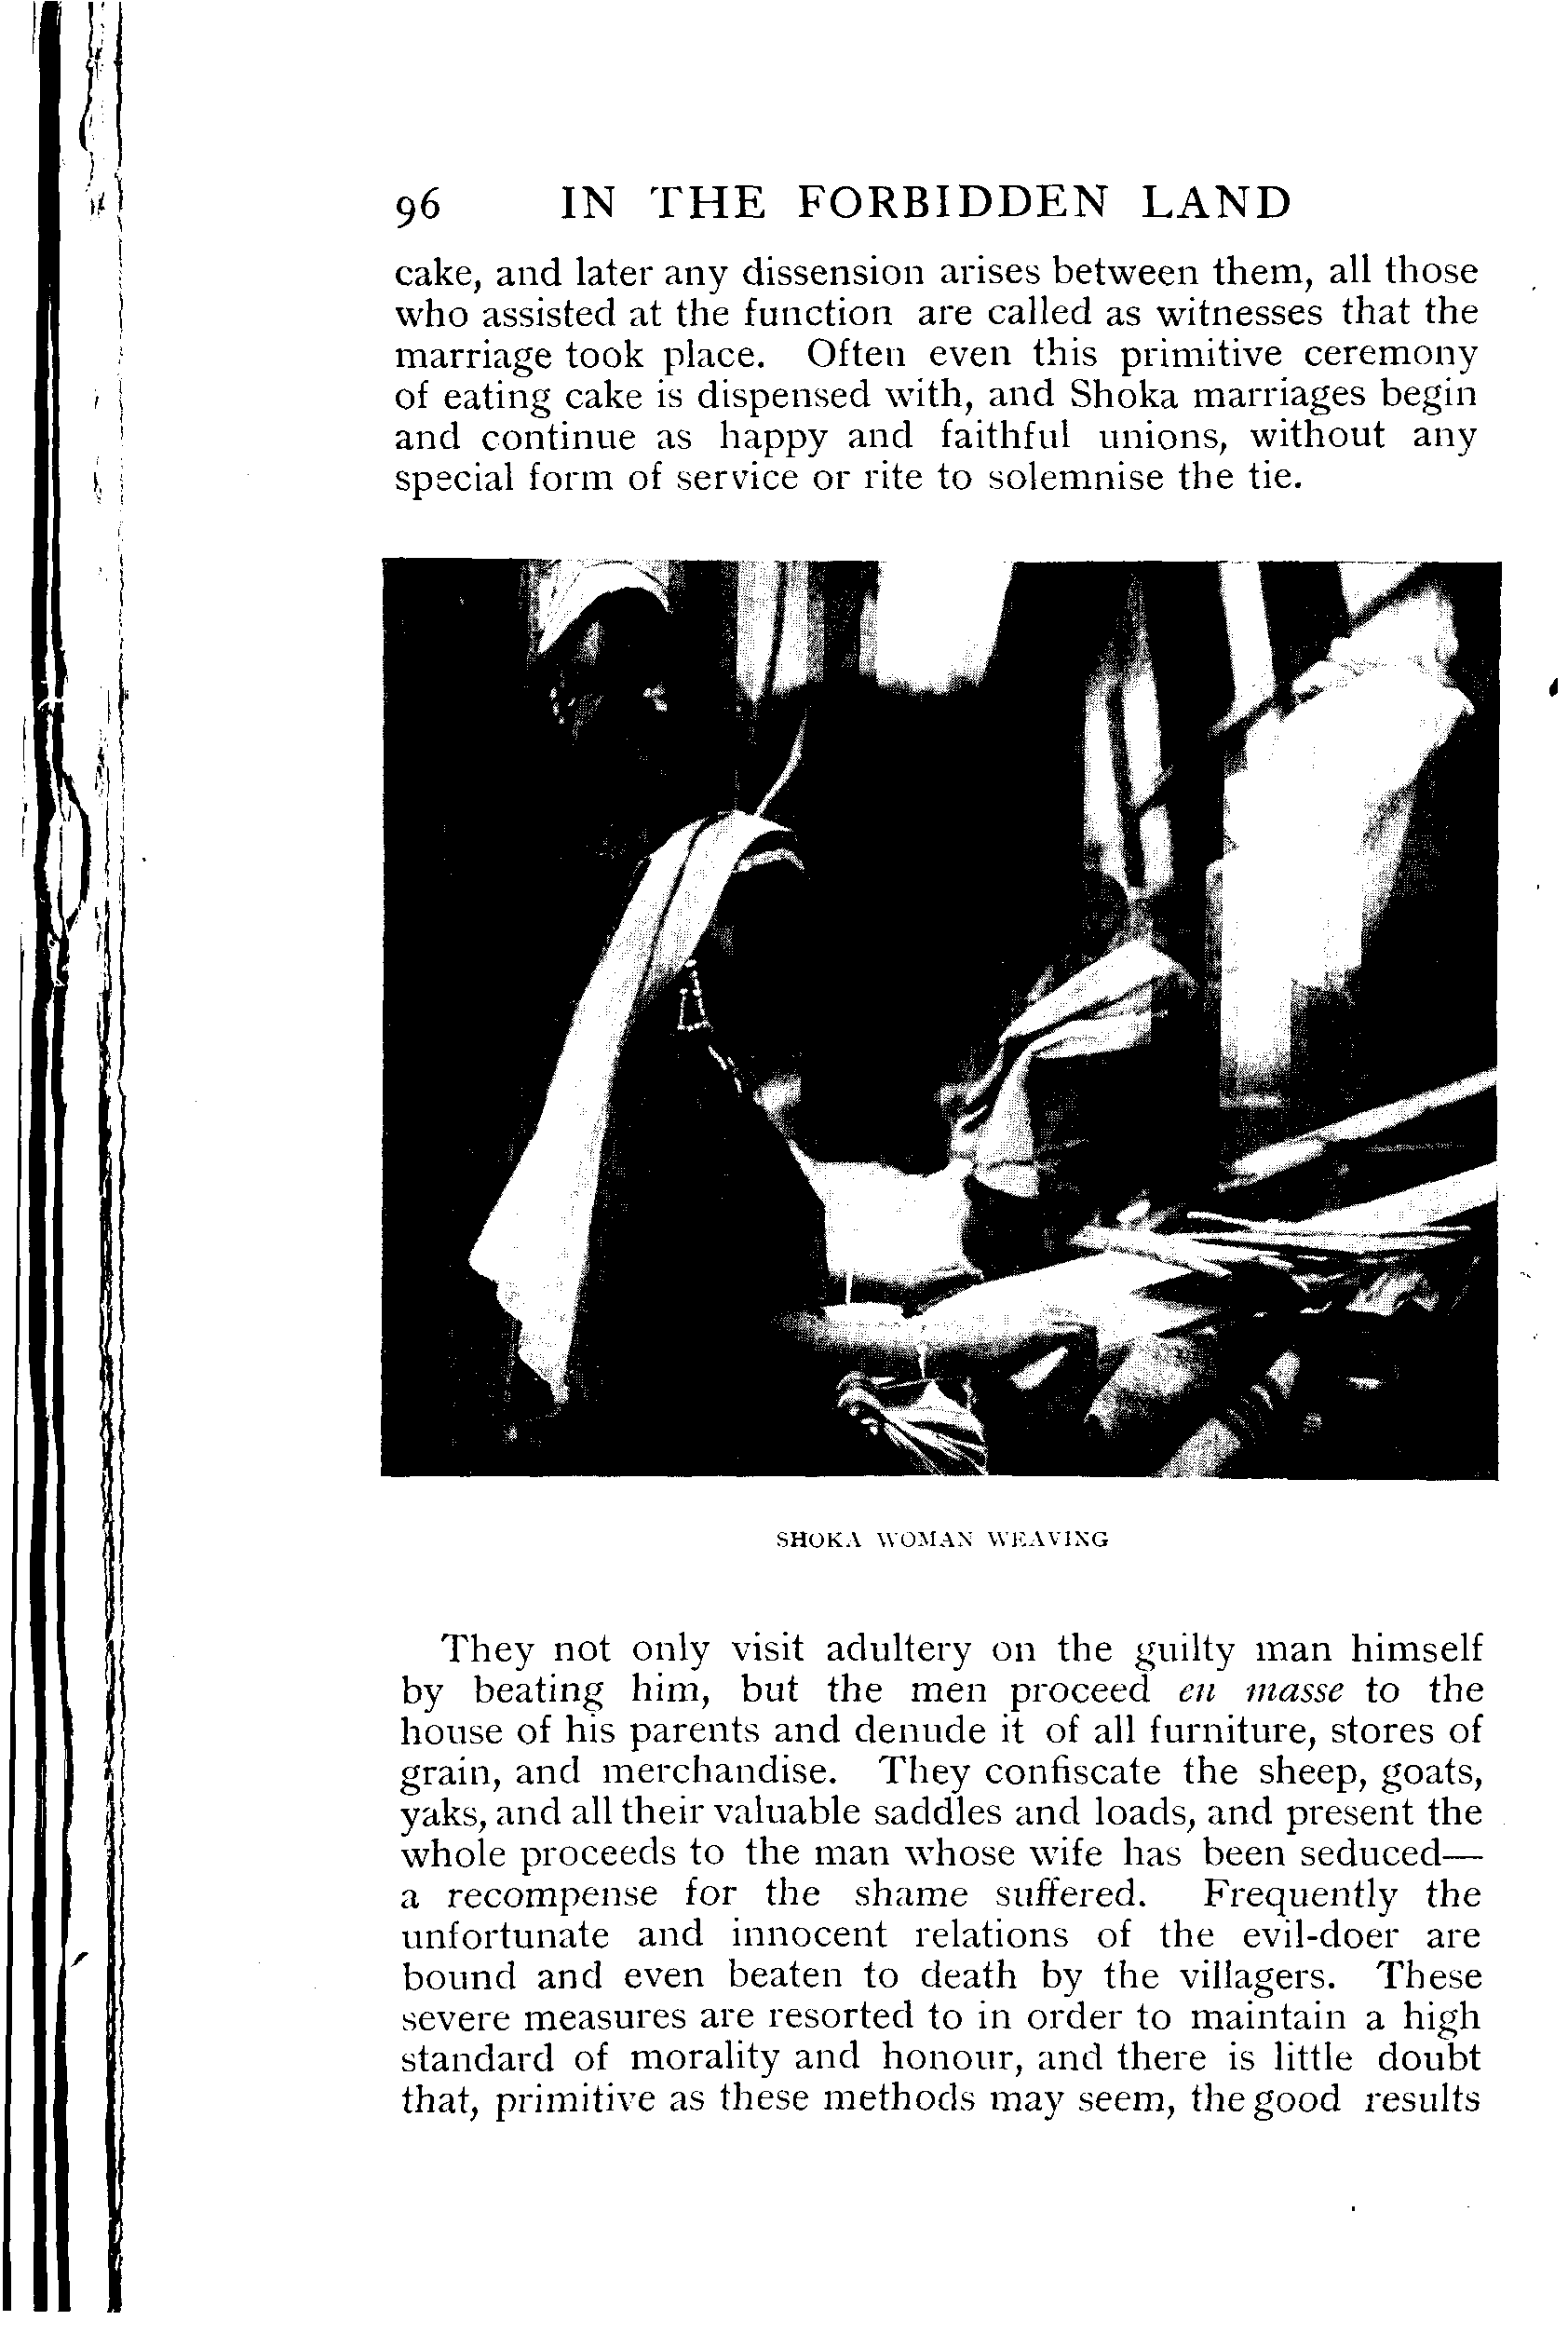 96 IN THE FORBIDDEN LAND
cake, and later any dissension arises between them, all those
who assisted at the function are called as witnesses that the
marriage took place. Often even this primitive ceremony
of eating cake is dispensed with, and Shoka marriages begin
and continue as happy and faithful unions, without any
special form of service or rite to solemnise the tie.
SHOKA WOMAN WEAVING
They not only visit adultery on the guilty man himself
by beating him, but the men proceed en masse to the
house of his parents and denude it of all furniture, stores of
grain, and merchandise. They confiscate the sheep, goats,
yaks, and all their valuable saddles and loads, and present the
whole proceeds to the man whose wife has been seduced—
a recompense for the shame suffered. Frequently the
unfortunate and innocent relations of the evil-doer are
bound and even beaten to death by the villagers. These
severe measures are resorted to in order to maintain a high
standard of morality and honour, and there is little doubt
that, primitive as these methods may seem, the good results